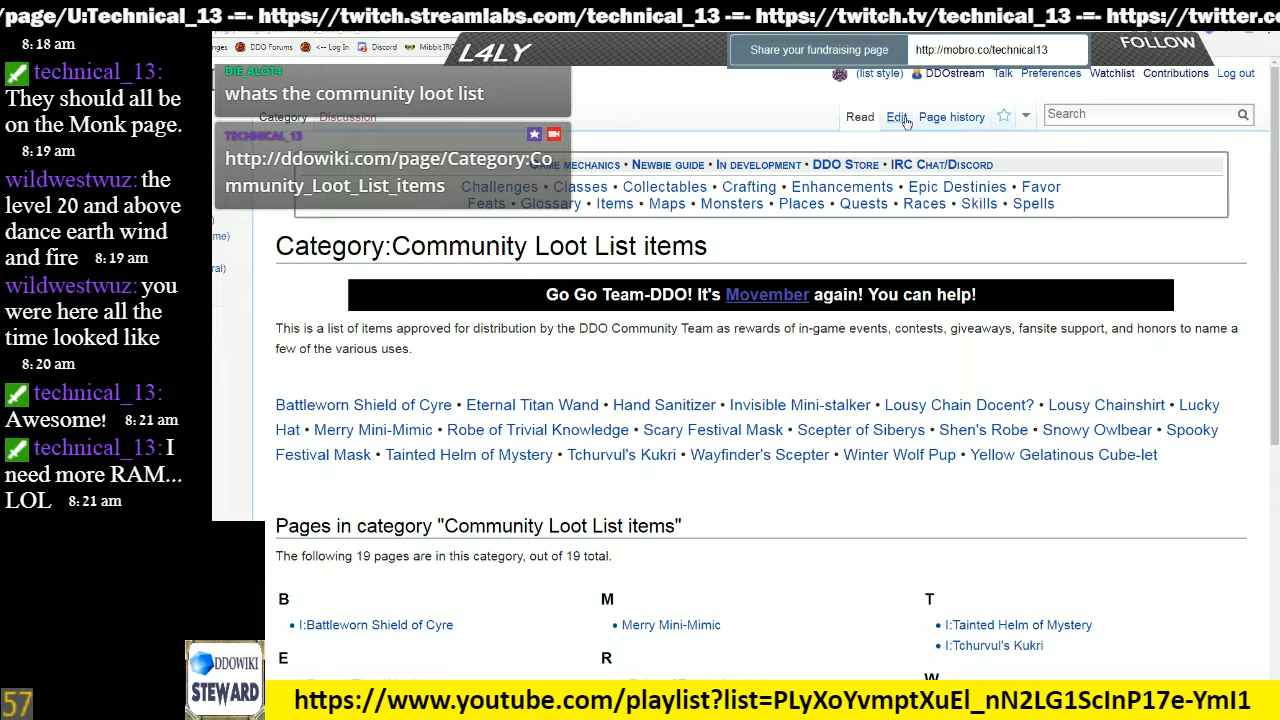 /page/U:Technical_13 -=- https://twitch.streamlabs.com/technical_13 -=- https://twitch.tv/technical_13 -=- https://twitter.c
8:18 am
technical_13:
They should all be
on the Monk page.
8:19 am
wildwestwuz: the
level 20 and above
dance earth wind
and fire 8:19 am
wildwestwuz: you
were here all the
time looked like
8:20 am
technical_13:
Awesome! 8:21 am
technical_13: I
need more RAM...
LOL 8:21 am
57
DDO Forums <-- Log In Discord Mibbit IRC
L4LY
Share your fundraising page http://mobro.co/technical13
FOLLOW
(list style) DDOstream Talk Preferences Watchlist Contributions Log out
DIE_ALOT4
whats the community loot list
Category Discussion
Read Edit Page history Search
TECHNICAL_13
http://ddowiki.com/page/Category:Co
mmunity_Loot_List_items
Game mechanics • Newbie guide • In development • DDO Store • IRC Chat/Discord
Challenges • Classes • Collectables • Crafting • Enhancements • Epic Destinies • Favor
Feats • Glossary • Items • Maps • Monsters • Places • Quests • Races • Skills • Spells
Category:Community Loot List items
Go Go Team-DDO! It's Movember again! You can help!
This is a list of items approved for distribution by the DDO Community Team as rewards of in-game events, contests, giveaways, fansite support, and honors to name a
few of the various uses.
Battleworn Shield of Cyre • Eternal Titan Wand • Hand Sanitizer • Invisible Mini-stalker • Lousy Chain Docent? • Lousy Chainshirt • Lucky
Hat • Merry Mini-Mimic • Robe of Trivial Knowledge • Scary Festival Mask • Scepter of Siberys • Shen's Robe • Snowy Owlbear • Spooky
Festival Mask • Tainted Helm of Mystery • Tchurvul's Kukri • Wayfinder's Scepter • Winter Wolf Pup • Yellow Gelatinous Cube-let
Pages in category "Community Loot List items"
The following 19 pages are in this category, out of 19 total.
B
I:Battleworn Shield of Cyre
E
M
Merry Mini-Mimic
R
T
I:Tainted Helm of Mystery
I:Tchurvul's Kukri
W
DDOWIKI
STEWARD
https://www.youtube.com/playlist?list=PLyXoYvmptXuEl_nN2LG1ScInP17e-YmI1